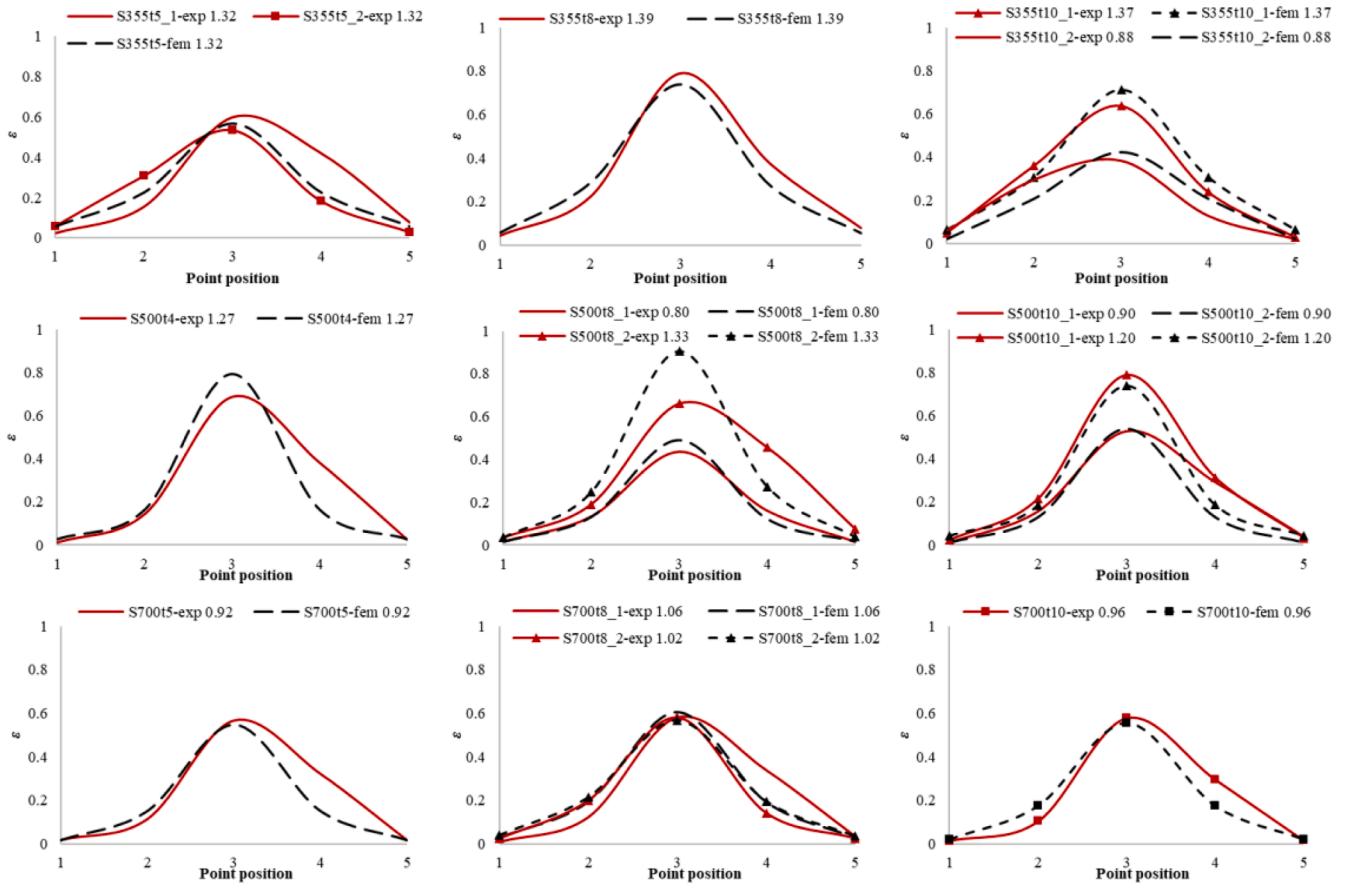 S355t5_1-exp 1.32 S355t5_2-exp 1.32
S355t5-fem 1.32
1
0.8
0.6
0.4
0.2
0
ε
1 2 3 4 5
Point position
S355t8-exp 1.39 S355t8-fem 1.39
1
0.8
0.6
0.4
0.2
0
ε
1 2 3 4 5
Point position
S355t10_1-exp 1.37 S355t10_1-fem 1.37
S355t10_2-exp 0.88 S355t10_2-fem 0.88
1
0.8
0.6
0.4
0.2
0
ε
1 2 3 4 5
Point position
S500t4-exp 1.27 S500t4-fem 1.27
1
0.8
0.6
0.4
0.2
0
ε
1 2 3 4 5
Point position
S500t8_1-exp 0.80 S500t8_1-fem 0.80
S500t8_2-exp 1.33 S500t8_2-fem 1.33
1
0.8
0.6
0.4
0.2
0
ε
1 2 3 4 5
Point position
S500t10_1-exp 0.90 S500t10_2-fem 0.90
S500t10_1-exp 1.20 S500t10_2-fem 1.20
1
0.8
0.6
0.4
0.2
0
ε
1 2 3 4 5
Point position
S700t5-exp 0.92 S700t5-fem 0.92
1
0.8
0.6
0.4
0.2
0
ε
1 2 3 4 5
Point position
S700t8_1-exp 1.06 S700t8_1-fem 1.06
S700t8_2-exp 1.02 S700t8_2-fem 1.02
1
0.8
0.6
0.4
0.2
0
ε
1 2 3 4 5
Point position
S700t10-exp 0.96 S700t10-fem 0.96
1
0.8
0.6
0.4
0.2
0
ε
1 2 3 4 5
Point position